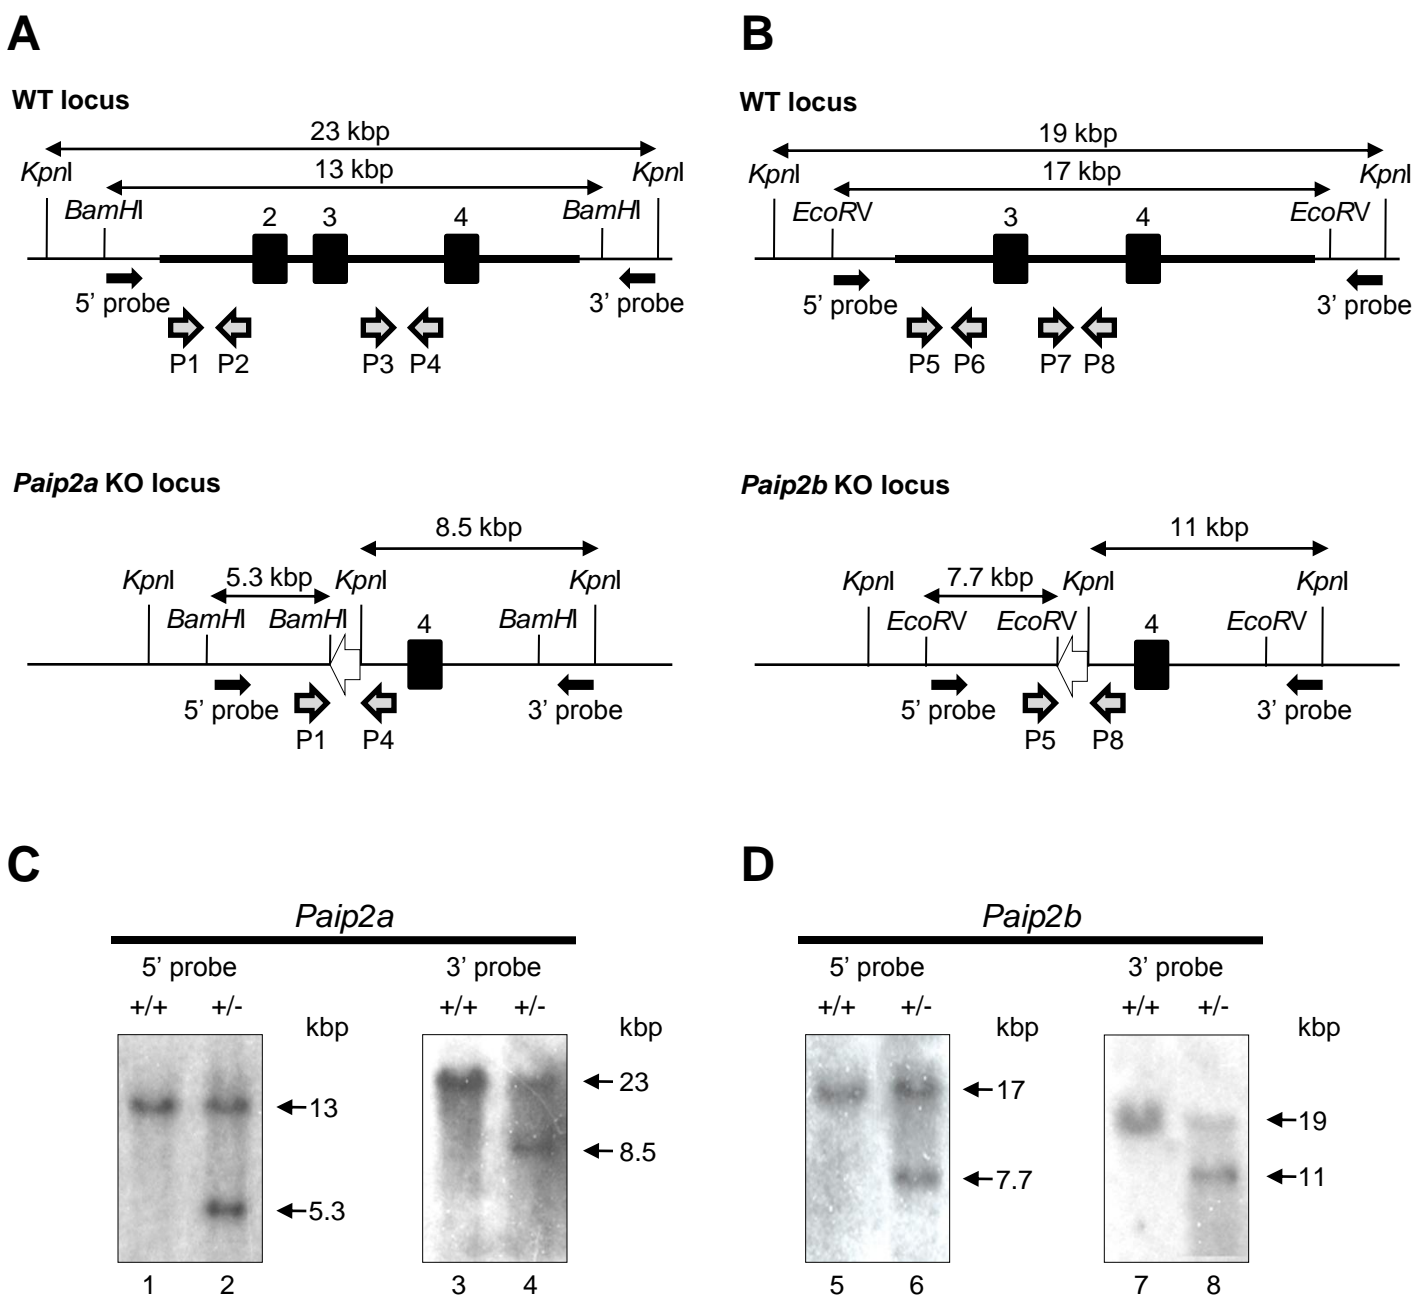 A
WT locus
23 kbp
KpnI KpnI
13 kbp
BamHI BamHI
2 3 4
5’ probe 3’ probe
P1 P2 P3 P4
Paip2a KO locus
8.5 kbp
KpnI 5.3 kbp KpnI KpnI
BamHI BamHI BamHI
4
5’ probe 3’ probe
P1 P4
B
WT locus
19 kbp
KpnI KpnI
17 kbp
EcoRV EcoRV
3 4
5’ probe 3’ probe
P5 P6 P7 P8
Paip2b KO locus
11 kbp
KpnI 7.7 kbp KpnI KpnI
EcoRV EcoRV EcoRV
4
5’ probe 3’ probe
P5 P8
C
Paip2a
5’ probe 3’ probe
+/+ +/- +/+ +/-
kbp kbp
13
5.3
23
8.5
1 2 3 4
D
Paip2b
5’ probe 3’ probe
+/+ +/- +/+ +/-
kbp kbp
17
7.7
19
11
5 6 7 8